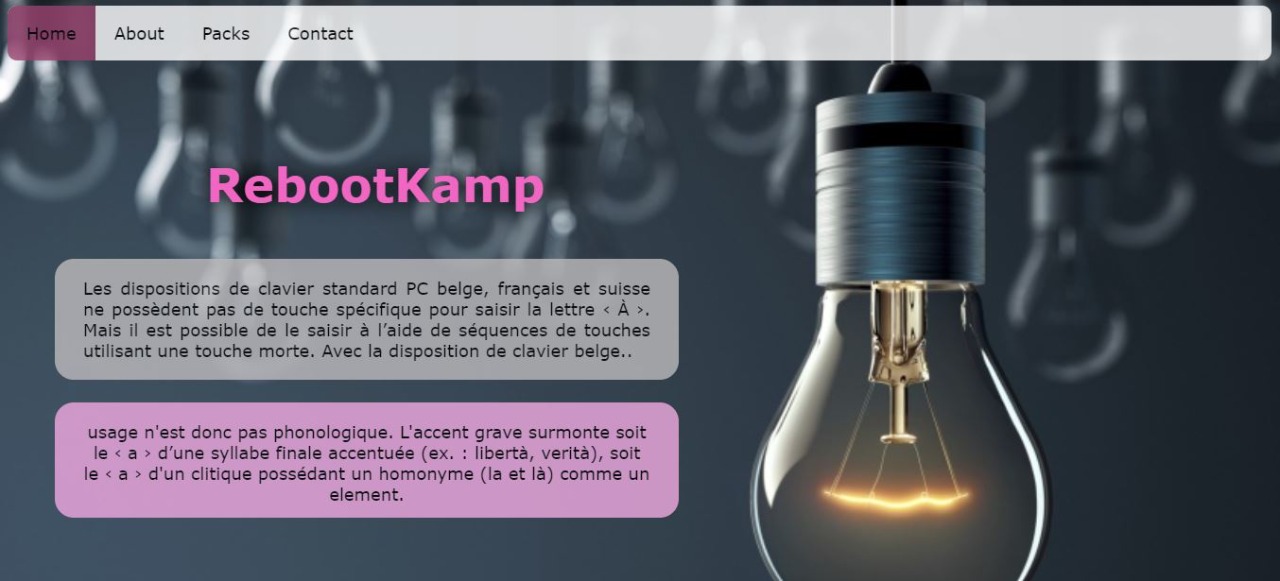 Home About Packs Contact
RebootKamp
Les dispositions de clavier standard PC belge, français et suisse
ne possèdent pas de touche spécifique pour saisir la lettre ‹ À ›.
Mais il est possible de le saisir à l’aide de séquences de touches
utilisant une touche morte. Avec la disposition de clavier belge..
usage n'est donc pas phonologique. L'accent grave surmonte soit
le ‹ a › d’une syllabe finale accentuée (ex. : libertà, verità), soit
le ‹ a › d'un clitique possédant un homonyme (la et là) comme un
element.